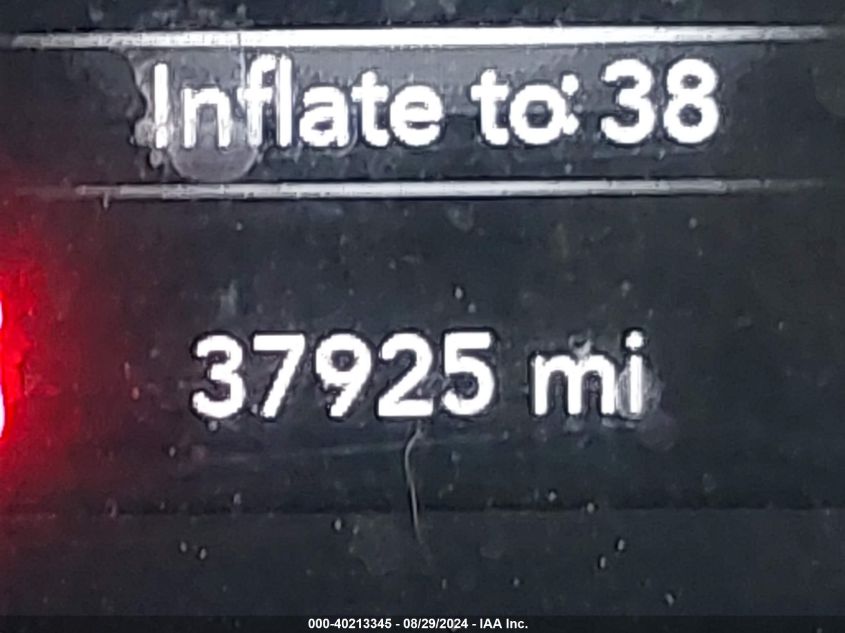 Inflate to: 38
37925 mi
000-40213345 - 08/29/2024 - IAA Inc.